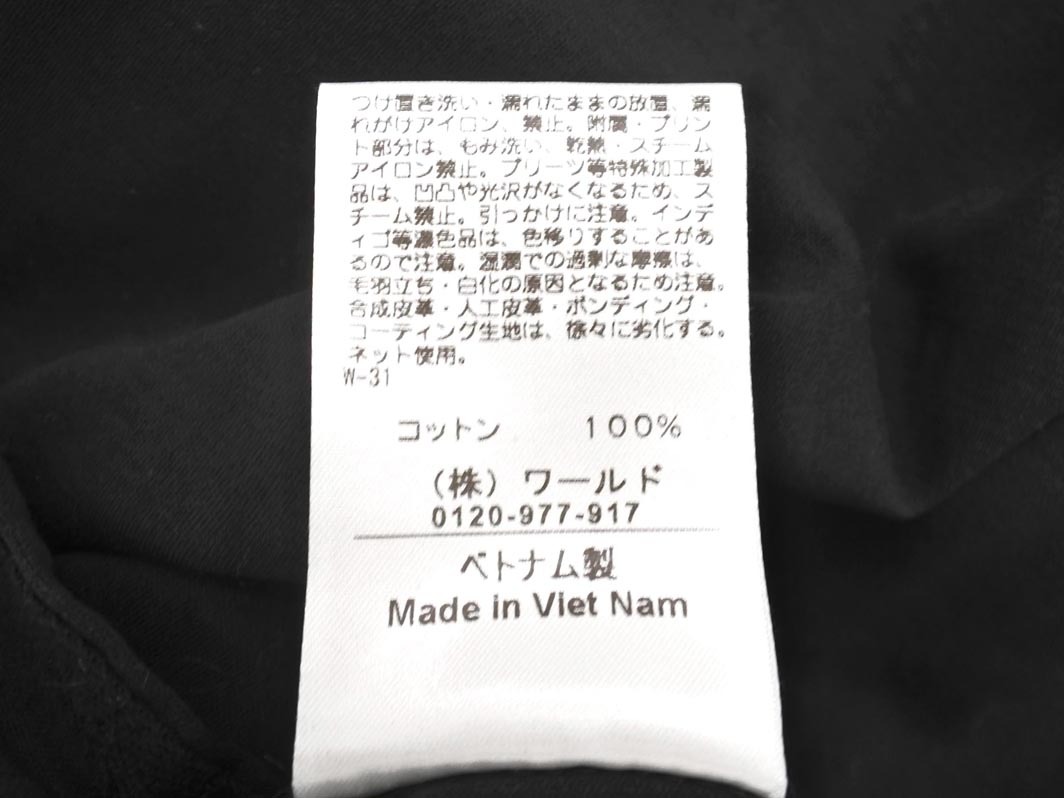 つけ置き洗い・濡れたままの放置、濡
れがけアイロン、禁止。附属・プリン
ト部分は、もみ洗い、乾熱・スチーム
アイロン禁止。プリーツ等特殊加工製
品は、凹凸や光沢がなくなるため、ス
チーム禁止。引っかけに注意。インデ
ィゴ等濃色品は、色移りすることがあ
るので注意。湿潤での過剰な摩擦は、
毛羽立ち・白化の原因となるため注意。
合成皮革・人工皮革・ボンディング・
コーティング生地は、徐々に劣化する。
ネット使用。
W-31
コットン 100%
（株）ワールド
0120-977-917
ベトナム製
Made in Viet Nam